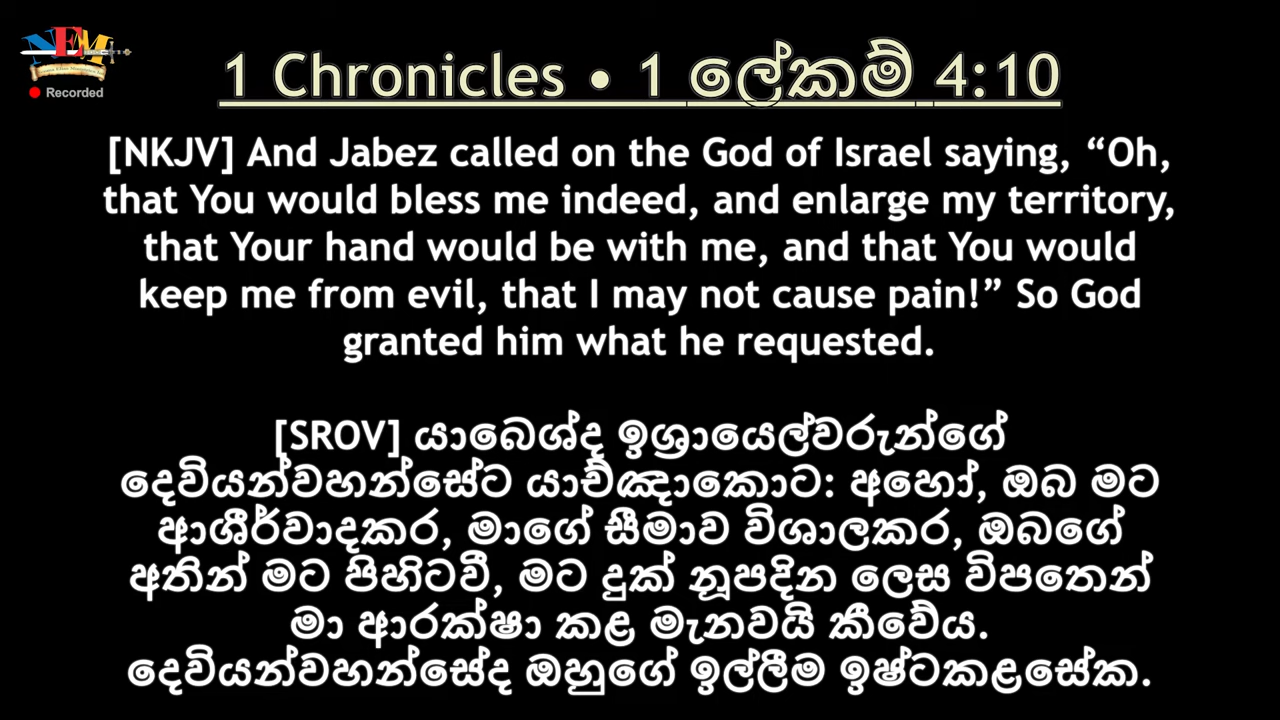 NEM
Recorded
1 Chronicles • 1 ලේකම් 4:10
[NKJV] And Jabez called on the God of Israel saying, “Oh,
that You would bless me indeed, and enlarge my territory,
that Your hand would be with me, and that You would
keep me from evil, that I may not cause pain!” So God
granted him what he requested.
[SROV] යාබෙශ්ද ඉශ්‍රායෙල්වරුන්ගේ
දෙවියන්වහන්සේට යාච්ඤාකොට: අහෝ, ඔබ මට
ආශීර්වාදකර, මාගේ සීමාව විශාලකර, ඔබගේ
අතින් මට පිහිටවී, මට දුක් නූපදින ලෙස විපතෙන්
මා ආරක්ෂා කළ මැනවයි කීවේය.
දෙවියන්වහන්සේද ඔහුගේ ඉල්ලීම ඉෂ්ටකළසේක.